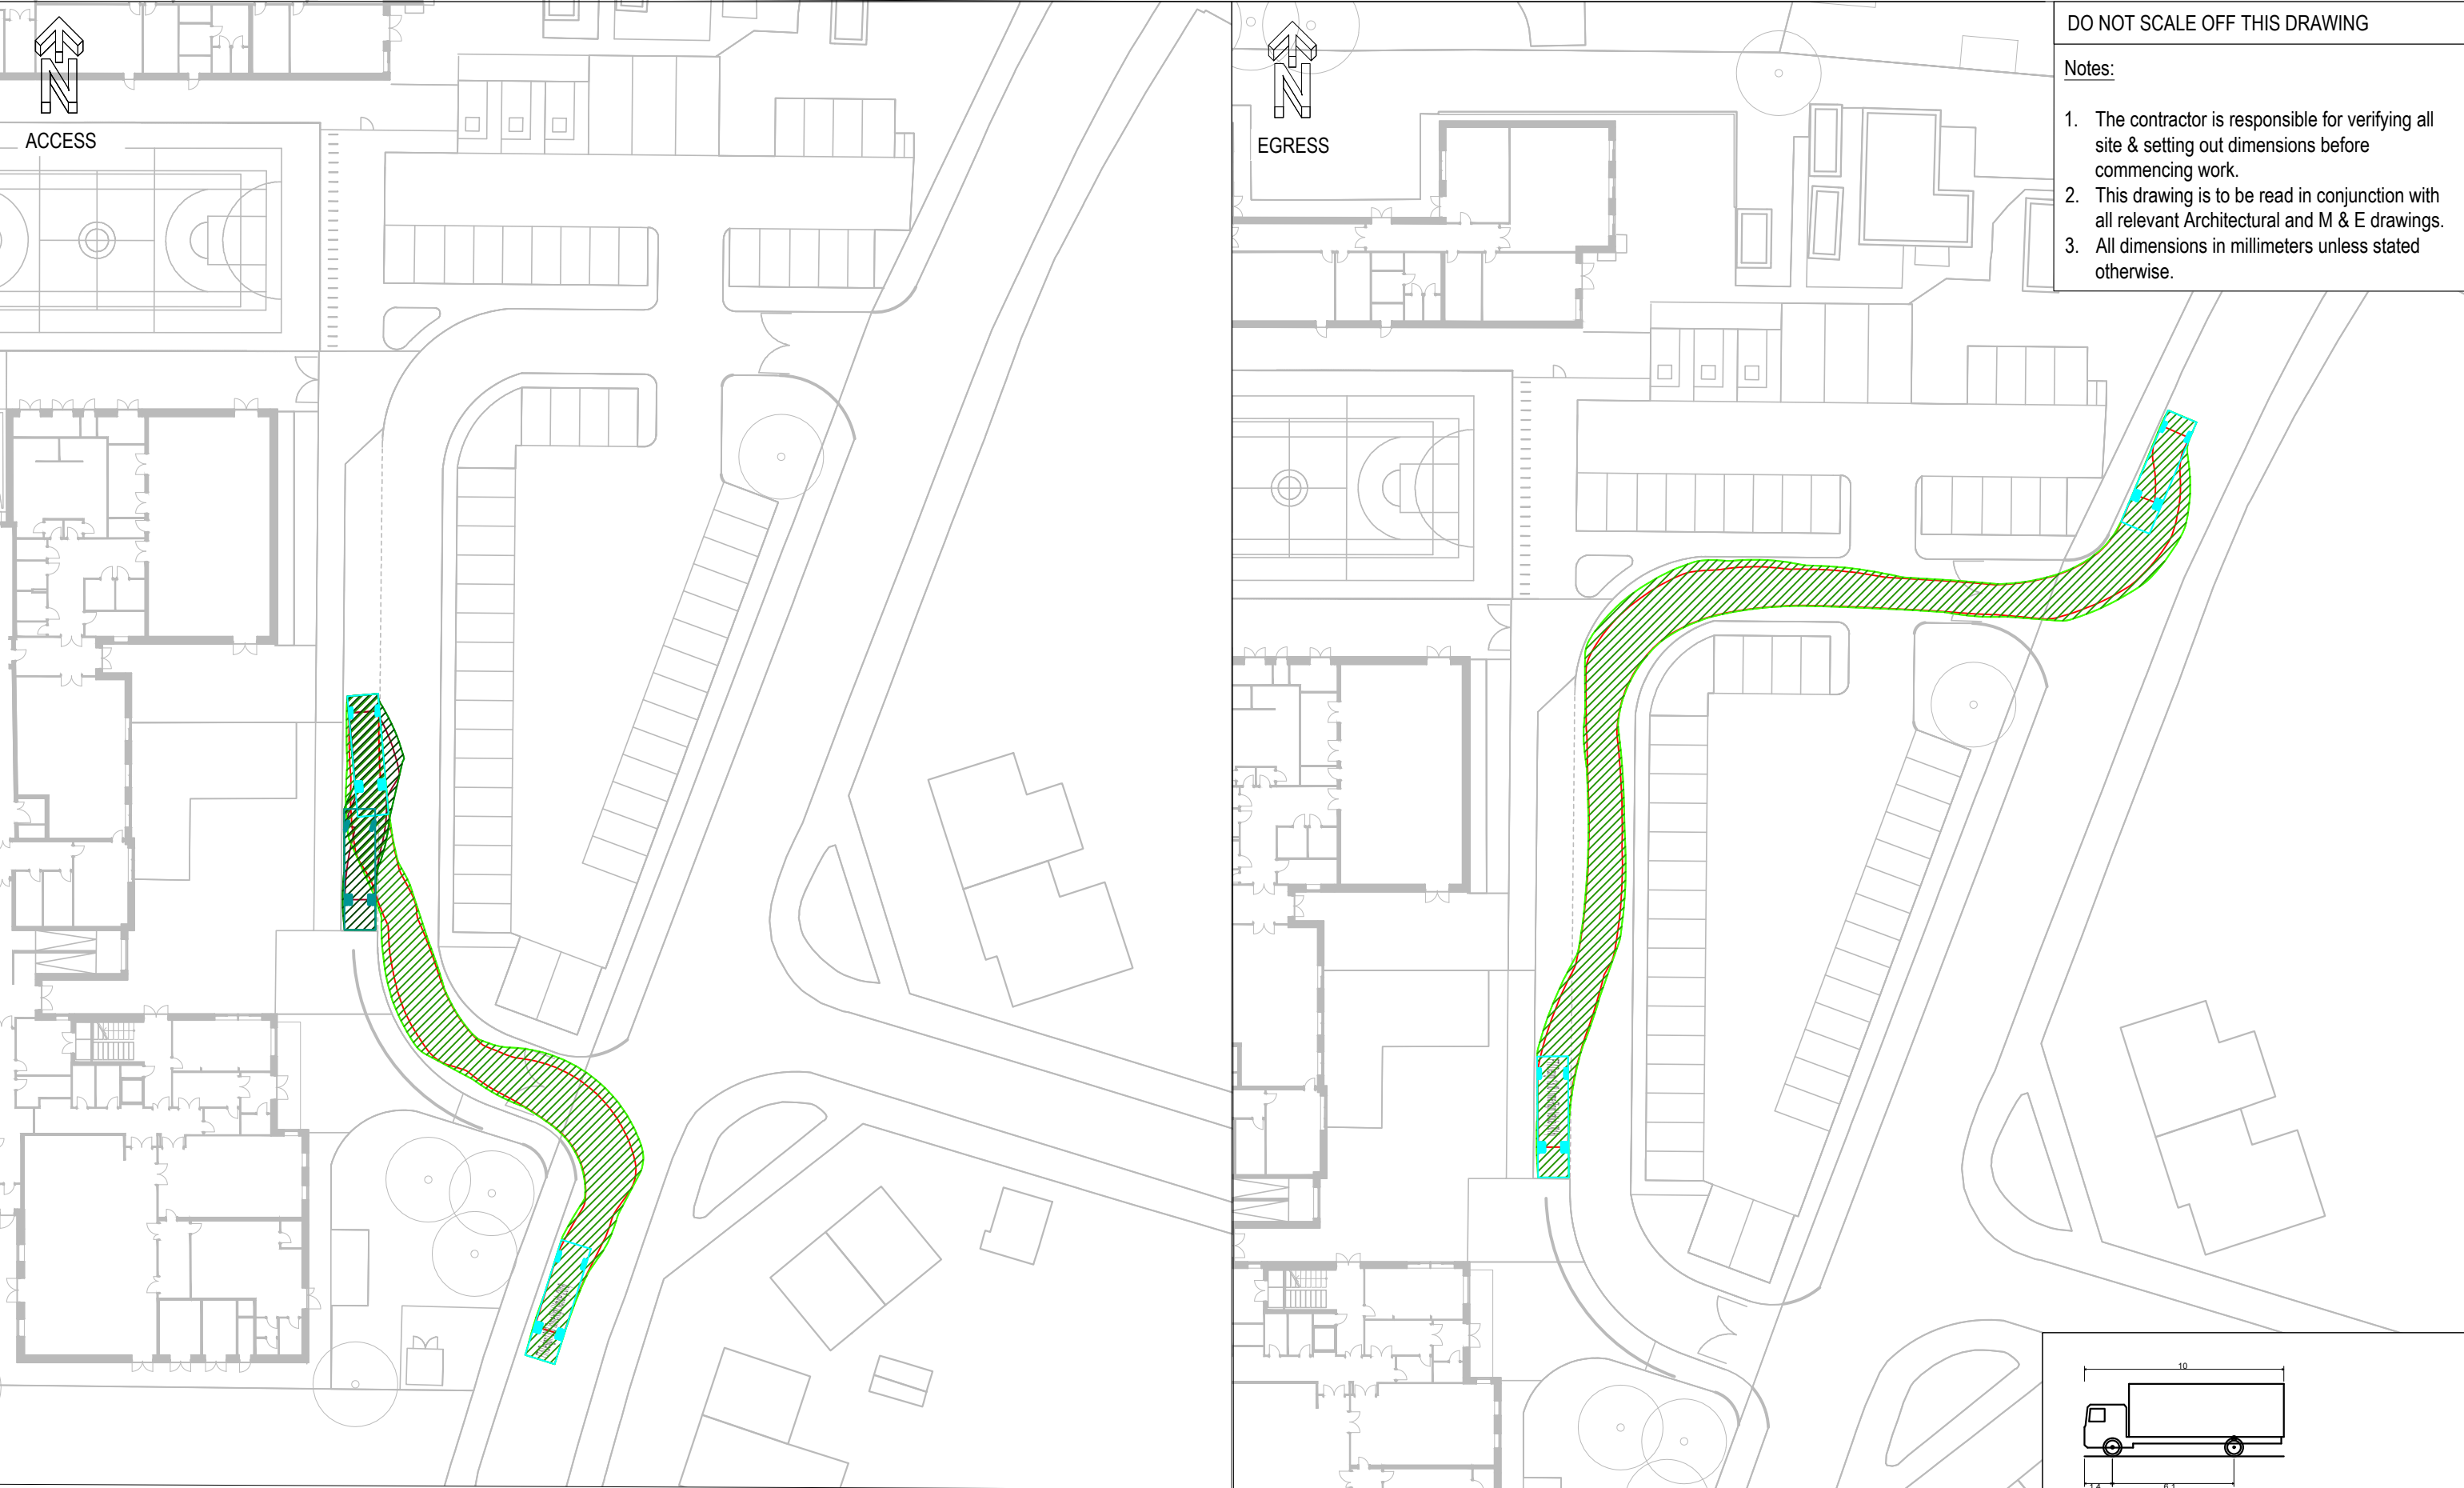 N
ACCESS
N
EGRESS
DO NOT SCALE OFF THIS DRAWING
Notes:
1. The contractor is responsible for verifying all
site & setting out dimensions before
commencing work.
2. This drawing is to be read in conjunction with
all relevant Architectural and M & E drawings.
3. All dimensions in millimeters unless stated
otherwise.
10